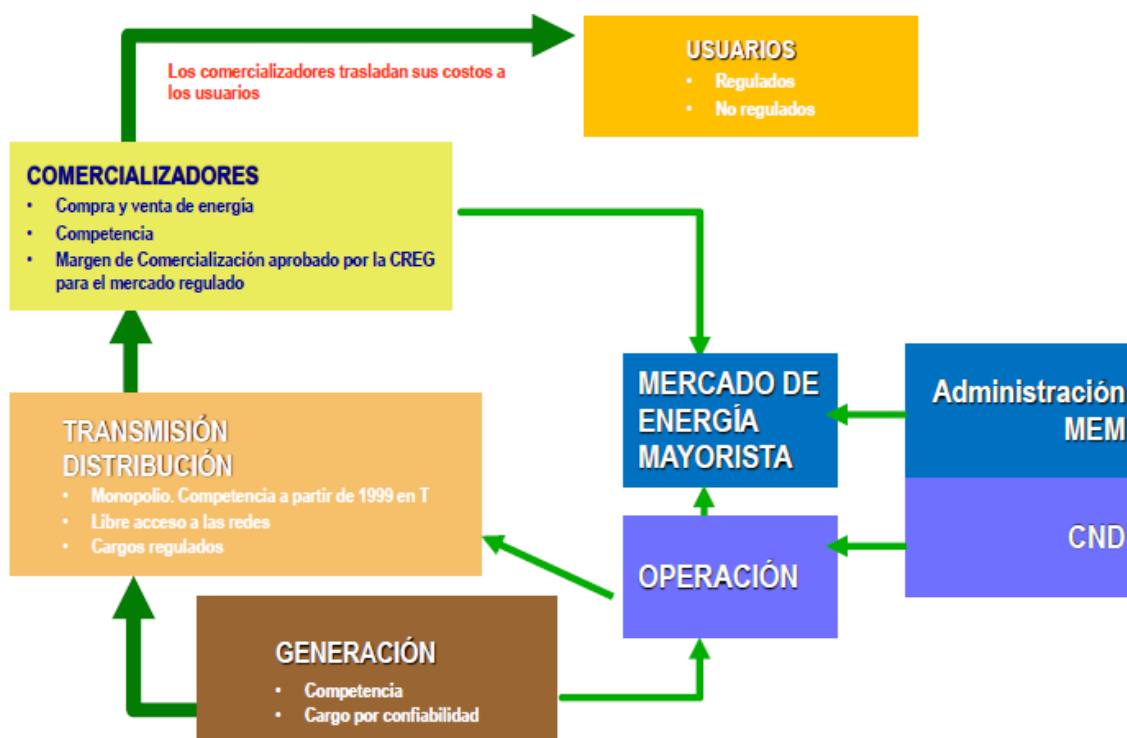 USUARIOS
• Regulados
• No regulados
Los comercializadores trasladan sus costos a
los usuarios
COMERCIALIZADORES
• Compra y venta de energía
• Competencia
• Margen de Comercialización aprobado por la CREG
para el mercado regulado
MERCADO DE
ENERGÍA
MAYORISTA
Administración
MEM
TRANSMISIÓN
DISTRIBUCIÓN
• Monopolio. Competencia a partir de 1999 en T
• Libre acceso a las redes
• Cargos regulados
OPERACIÓN
CND
GENERACIÓN
• Competencia
• Cargo por confiabilidad